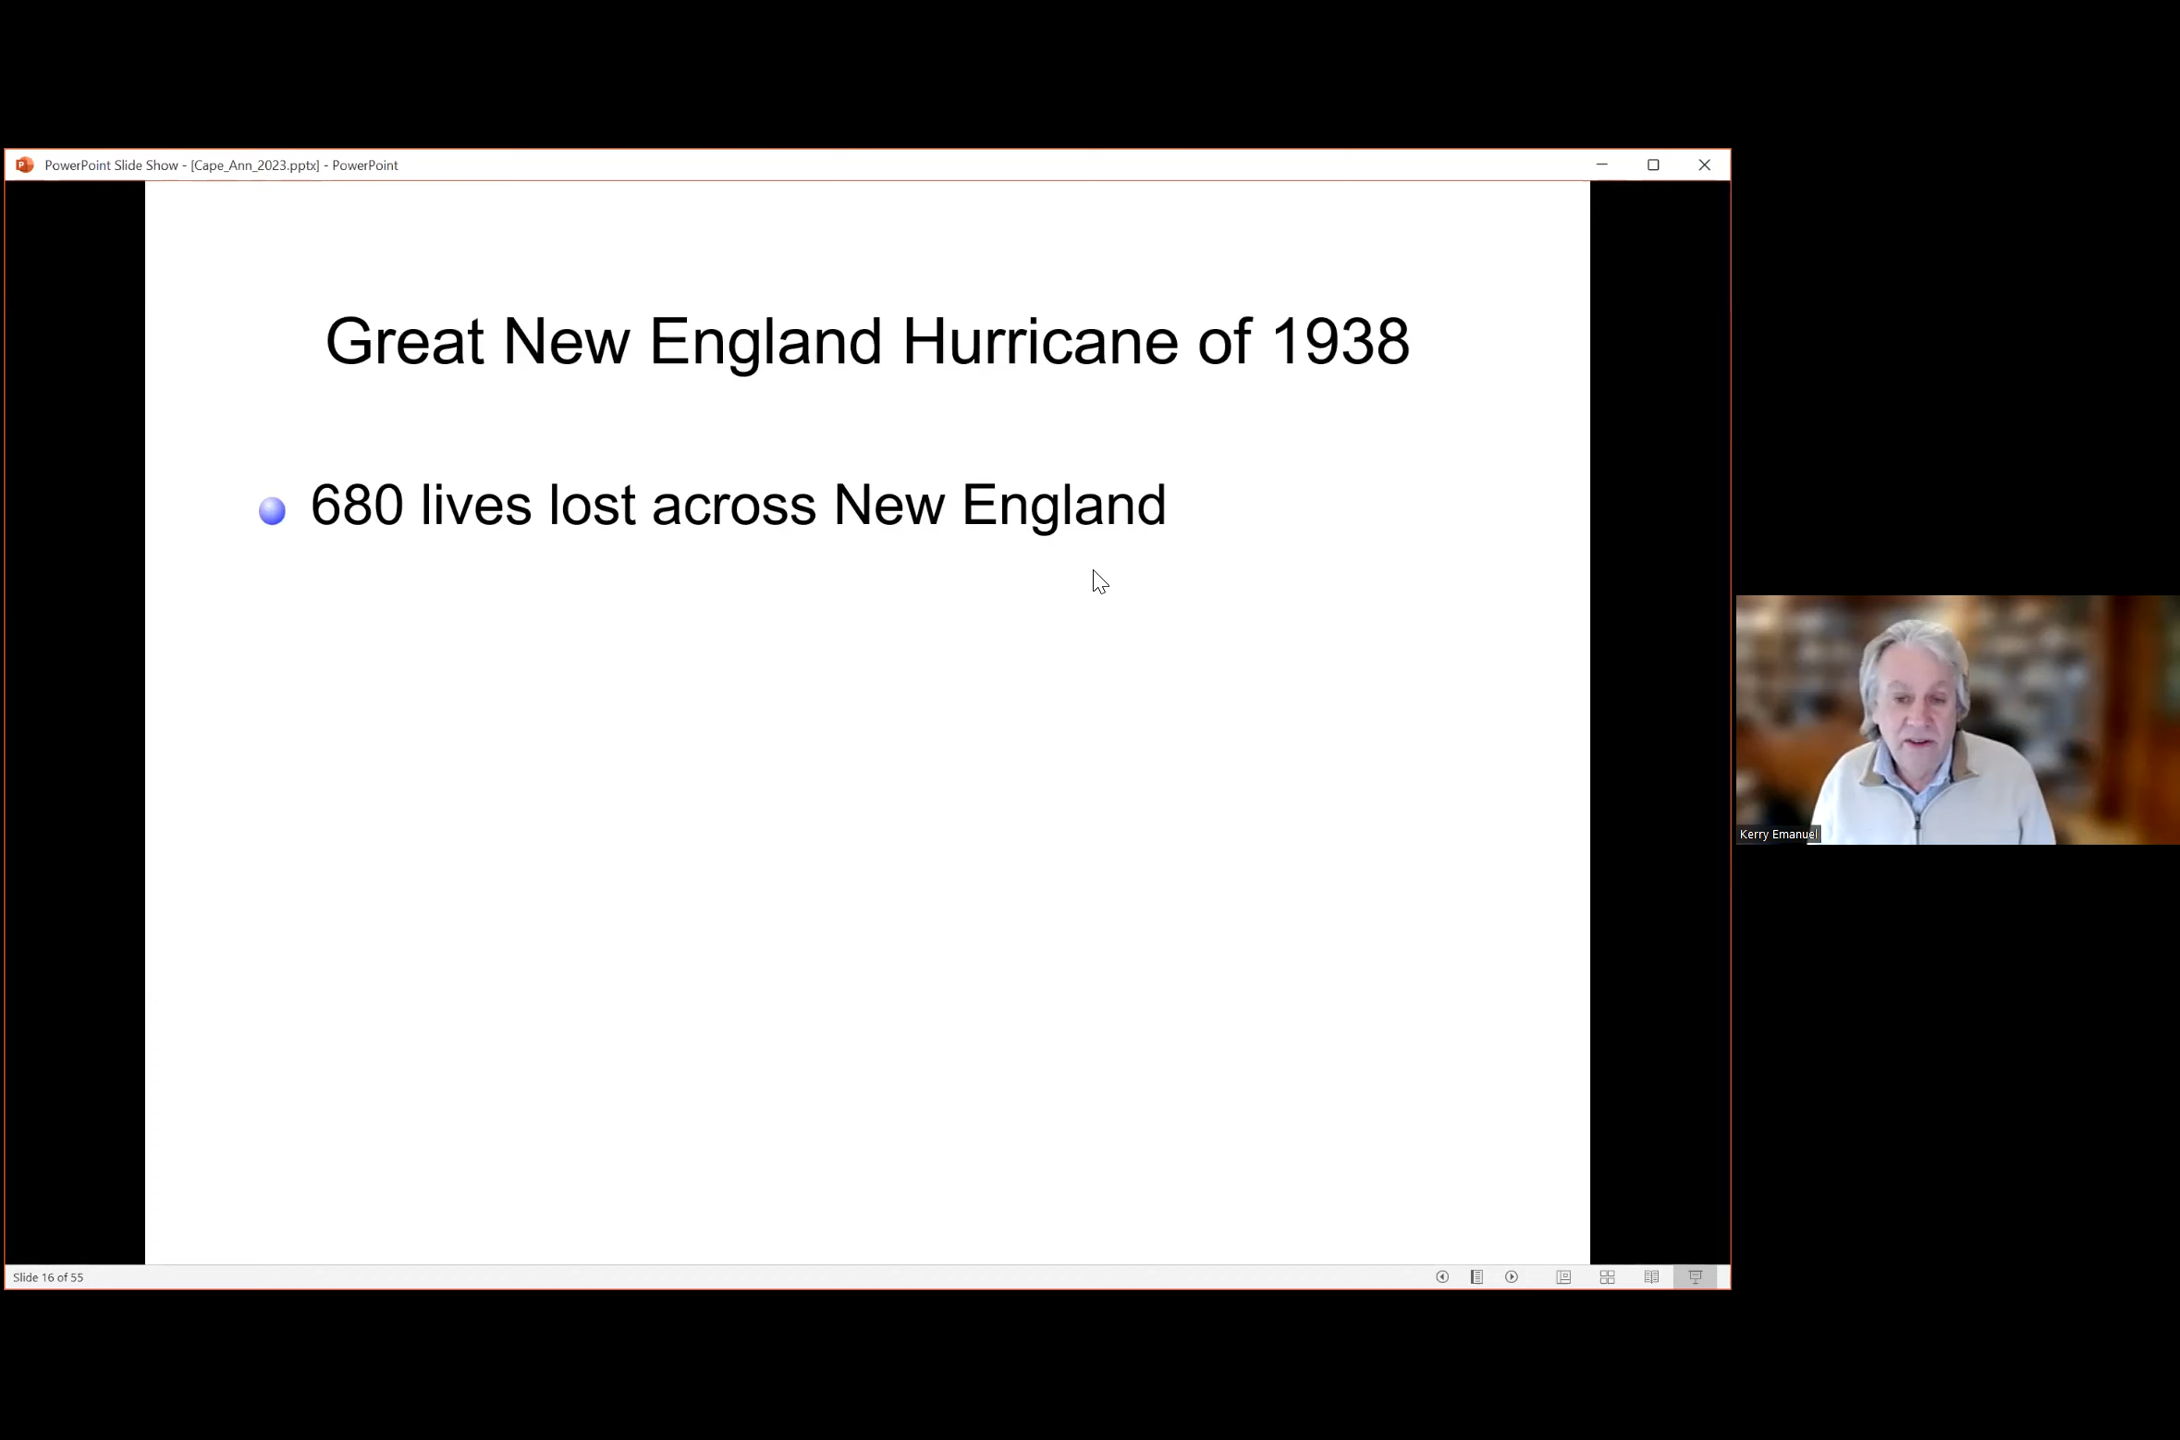 PowerPoint Slide Show - [Cape_Ann_2023.pptx] - PowerPoint
Great New England Hurricane of 1938
680 lives lost across New England
Kerry Emanuel
Slide 16 of 55